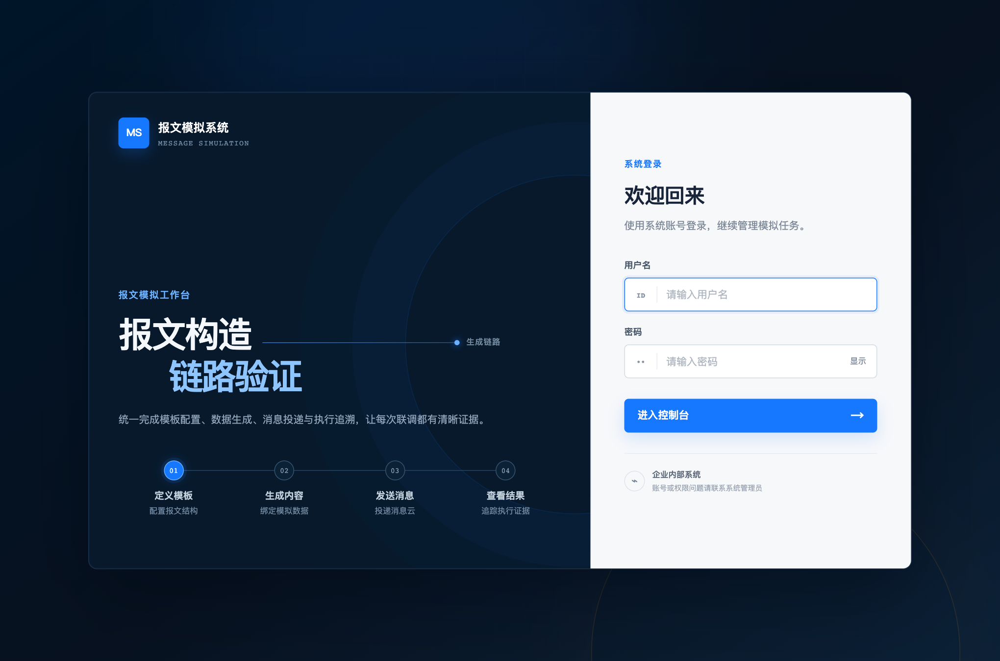 MS
报文模拟系统
MESSAGE SIMULATION
报文模拟工作台
报文构造
生成链路
链路验证
统一完成模板配置、数据生成、消息投递与执行追溯，让每次联调都有清晰证据。
01
定义模板
配置报文结构
02
生成内容
绑定模拟数据
03
发送消息
投递消息云
04
查看结果
追踪执行证据
系统登录
欢迎回来
使用系统账号登录，继续管理模拟任务。
用户名
ID 请输入用户名
密码
请输入密码 显示
进入控制台 →
企业内部系统
账号或权限问题请联系系统管理员